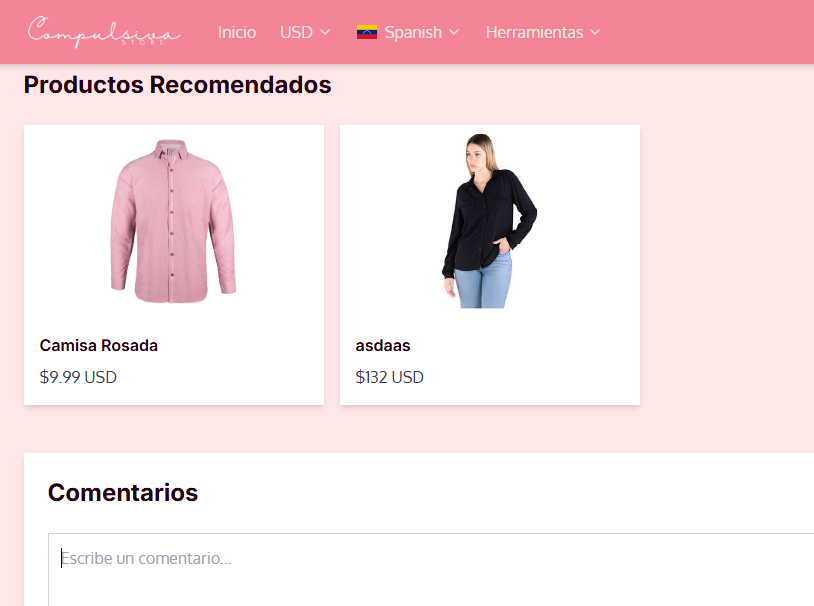 Compulsiva
STORE
Inicio USD Spanish Herramientas
Productos Recomendados
Camisa Rosada
$9.99 USD
asdaas
$132 USD
Comentarios
Escribe un comentario...